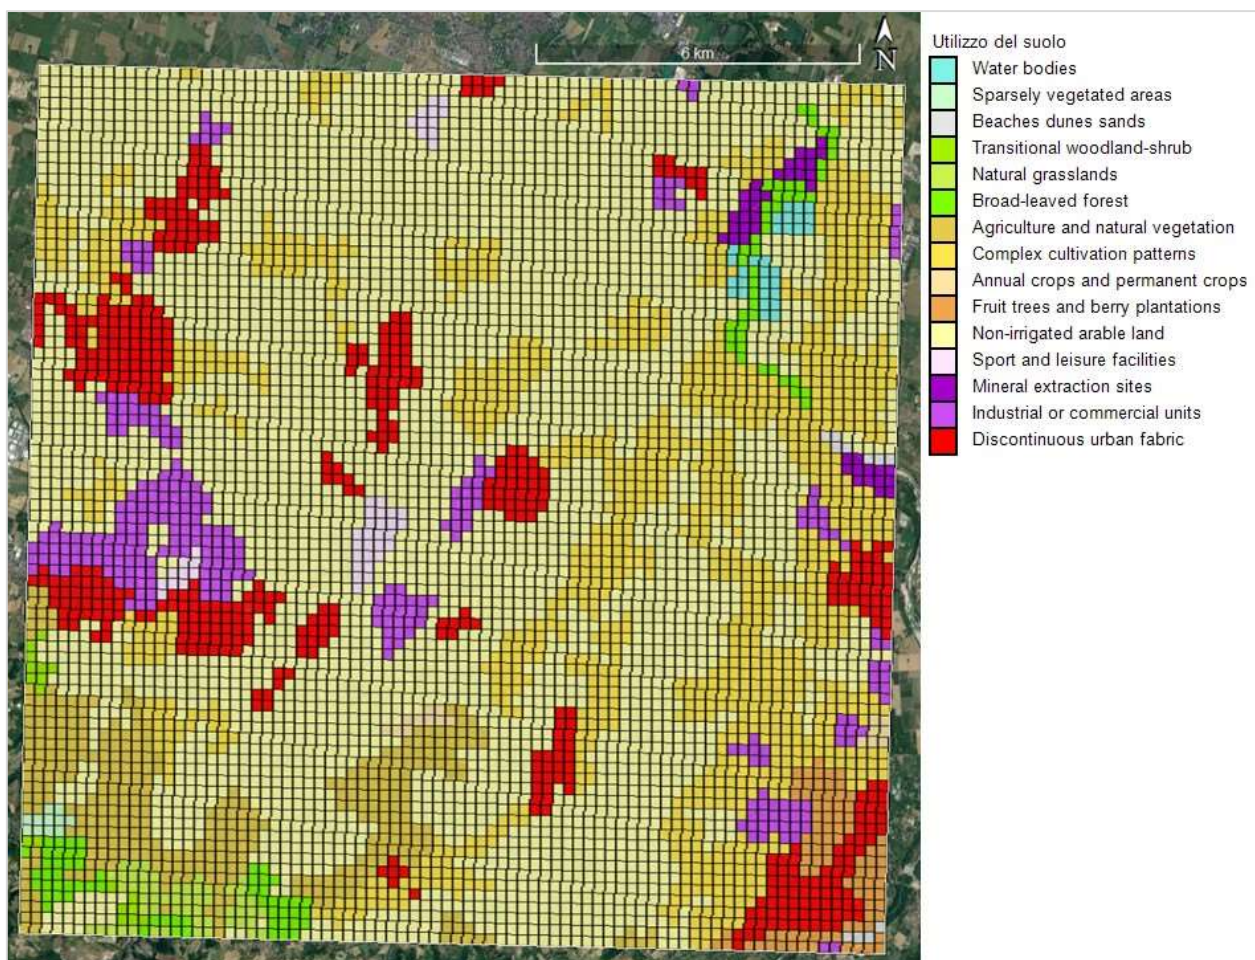 6 km
N
Utilizzo del suolo
Water bodies
Sparsely vegetated areas
Beaches dunes sands
Transitional woodland-shrub
Natural grasslands
Broad-leaved forest
Agriculture and natural vegetation
Complex cultivation patterns
Annual crops and permanent crops
Fruit trees and berry plantations
Non-irrigated arable land
Sport and leisure facilities
Mineral extraction sites
Industrial or commercial units
Discontinuous urban fabric